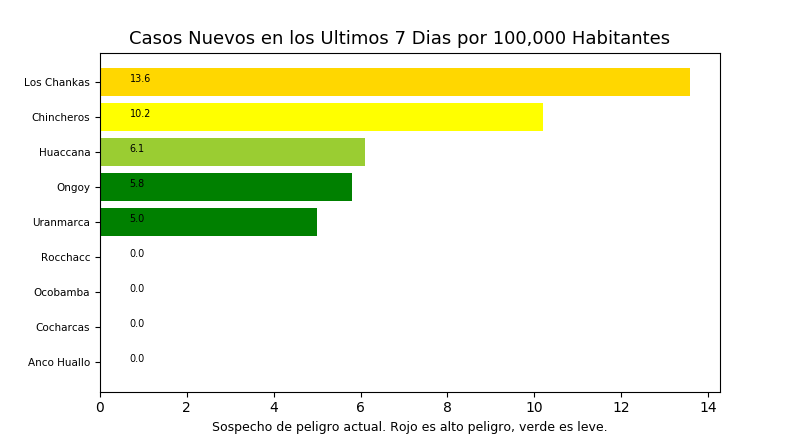 Casos Nuevos en los Ultimos 7 Dias por 100,000 Habitantes
Los Chankas 13.6
Chincheros 10.2
Huaccana 6.1
Ongoy 5.8
Uranmarca 5.0
Rocchacc 0.0
Ocobamba 0.0
Cocharcas 0.0
Anco Huallo 0.0
0 2 4 6 8 10 12 14
Sospecho de peligro actual. Rojo es alto peligro, verde es leve.